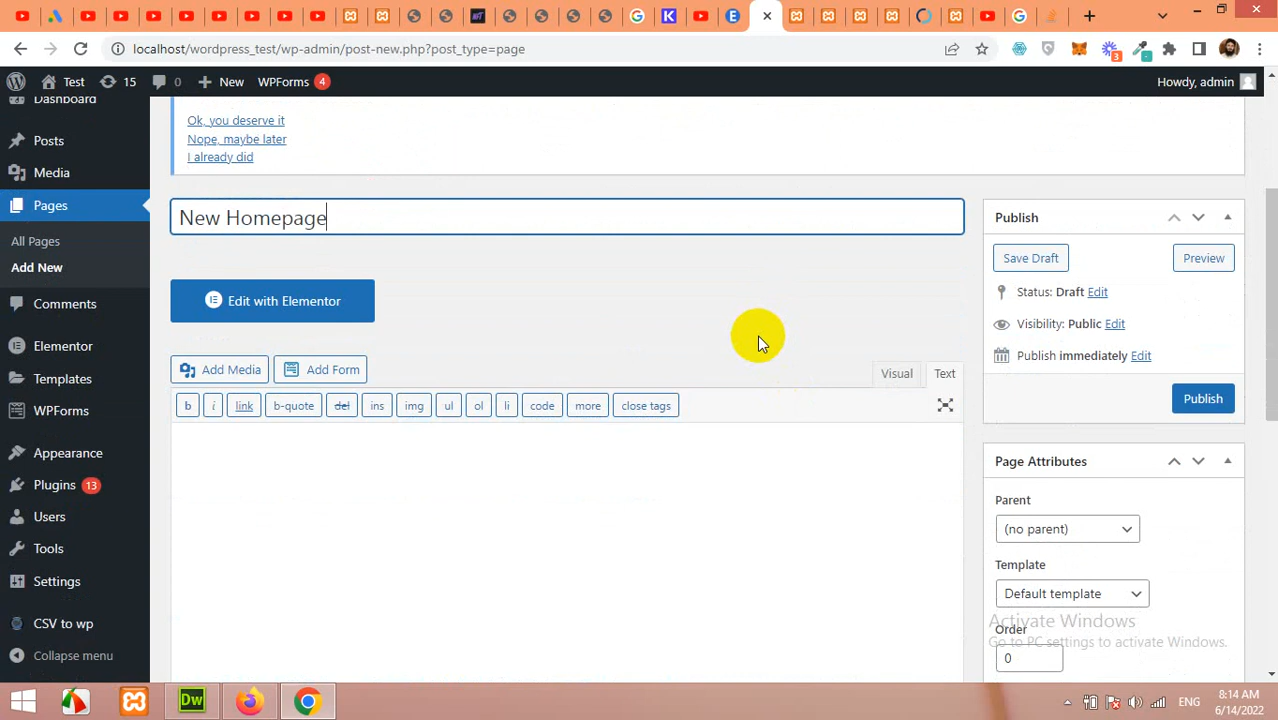 localhost/wordpress_test/wp-admin/post-new.php?post_type=page
3
Test 15 0 New WPForms 4 Howdy, admin
Dashboard
Posts
Media
Pages
All Pages
Add New
Comments
Elementor
Templates
WPForms
Appearance
Plugins 13
Users
Tools
Settings
CSV to wp
Collapse menu
Ok, you deserve it
Nope, maybe later
I already did
New Homepage
Edit with Elementor
Add Media Add Form
Visual Text
b i link b-quote del ins img ul ol li code more close tags
Publish
Save Draft Preview
Status: Draft Edit
Visibility: Public Edit
Publish immediately Edit
Publish
Page Attributes
Parent
(no parent)
Template
Default template
Order
0
Activate Windows
Go to PC settings to activate Windows.
Dw
ENG
8:14 AM
6/14/2022